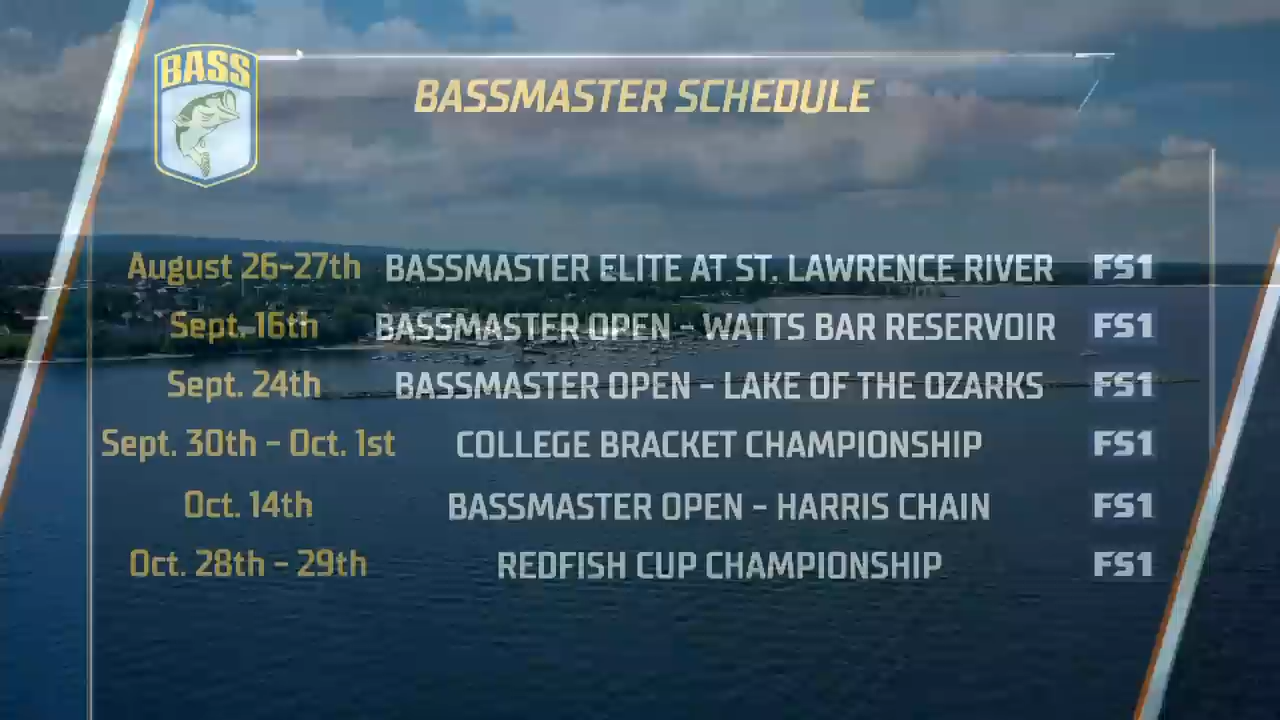 BASS
BASSMASTER SCHEDULE
August 26-27th BASSMASTER ELITE AT ST. LAWRENCE RIVER FS1
Sept. 16th BASSMASTER OPEN - WATTS BAR RESERVOIR FS1
Sept. 24th BASSMASTER OPEN - LAKE OF THE OZARKS FS1
Sept. 30th - Oct. 1st COLLEGE BRACKET CHAMPIONSHIP FS1
Oct. 14th BASSMASTER OPEN - HARRIS CHAIN FS1
Oct. 28th - 29th REDFISH CUP CHAMPIONSHIP FS1